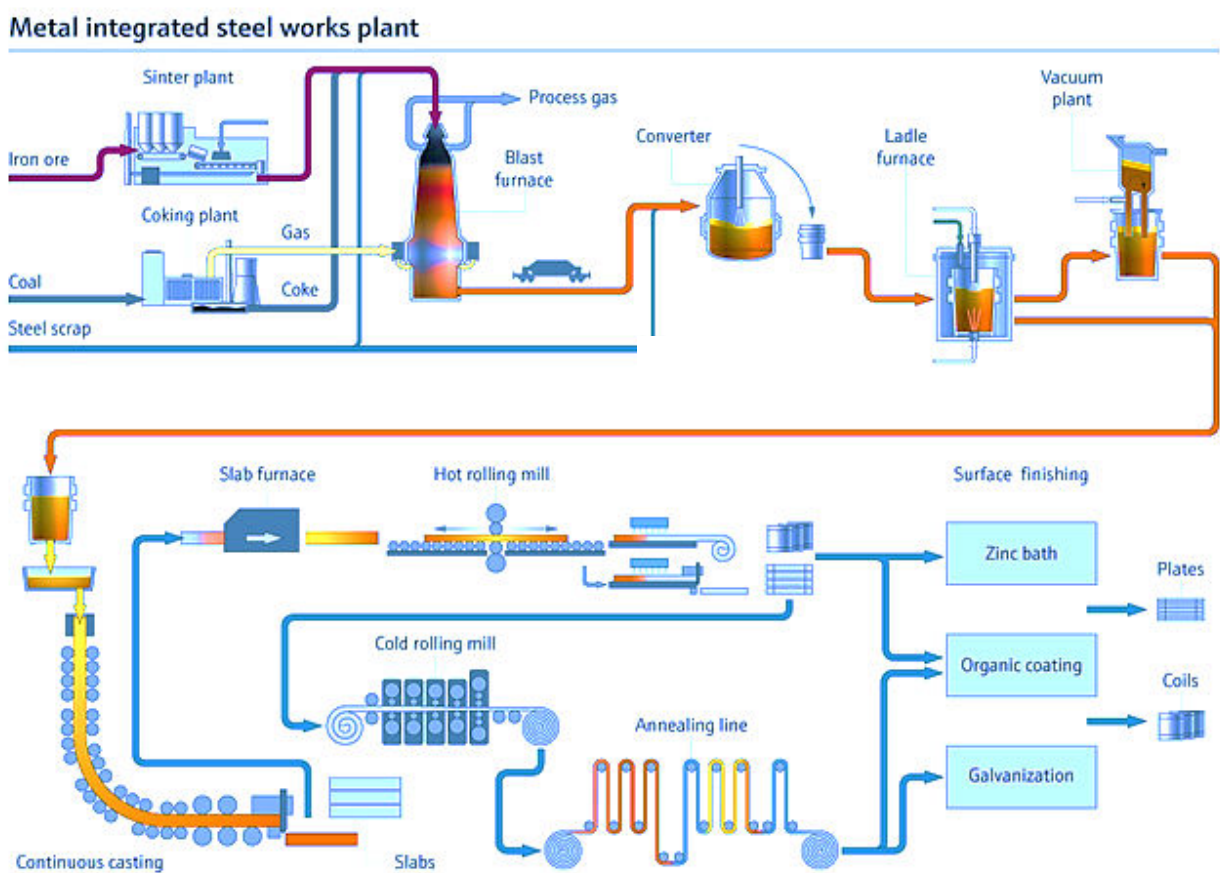 Metal integrated steel works plant
Sinter plant
Vacuum
plant
Process gas
Converter
Ladle
furnace
Iron ore
Blast
furnace
Coking plant
Gas
Coal
Coke
Steel scrap
Slab furnace
Hot rolling mill
Surface finishing
Zinc bath
Plates
Cold rolling mill
Organic coating
Coils
Annealing line
Galvanization
Continuous casting
Slabs